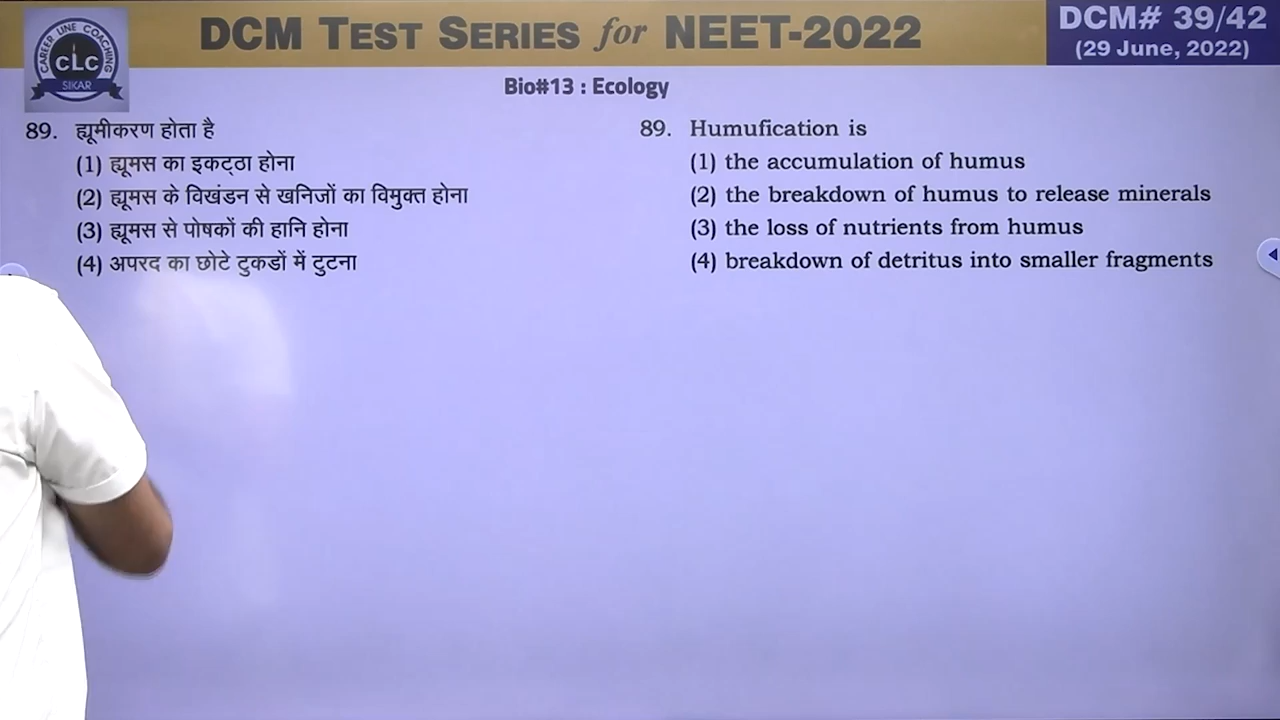 DCM TEST SERIES for NEET-2022
DCM# 39/42
(29 June, 2022)
CAREER LINE COACHING
CLC
SIKAR
Bio#13 : Ecology
89. ह्यूमीकरण होता है
(1) ह्यूमस का इकट्ठा होना
(2) ह्यूमस के विखंडन से खनिजों का विमुक्त होना
(3) ह्यूमस से पोषकों की हानि होना
(4) अपरद का छोटे टुकडों में टुटना
89. Humufication is
(1) the accumulation of humus
(2) the breakdown of humus to release minerals
(3) the loss of nutrients from humus
(4) breakdown of detritus into smaller fragments